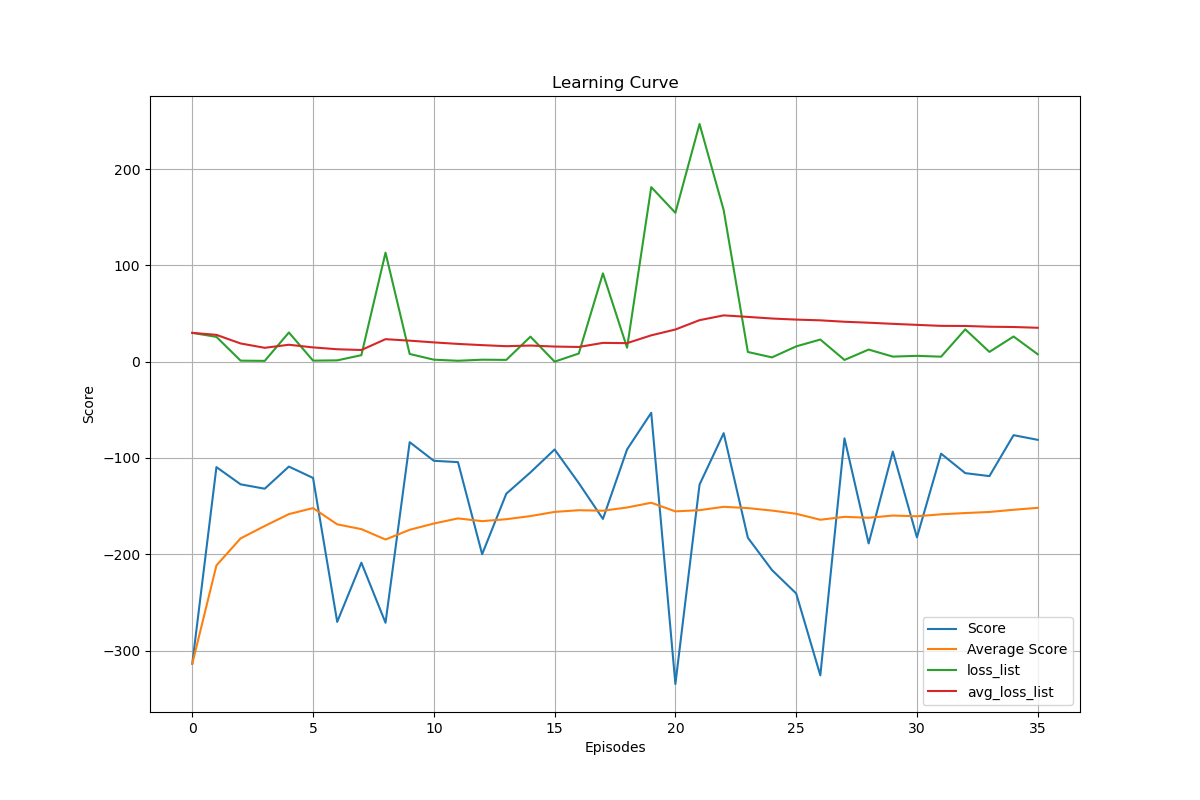 Learning Curve
200
100
0
−100
−200
−300
Score
0 5 10 15 20 25 30 35
Episodes
Score
Average Score
loss_list
avg_loss_list